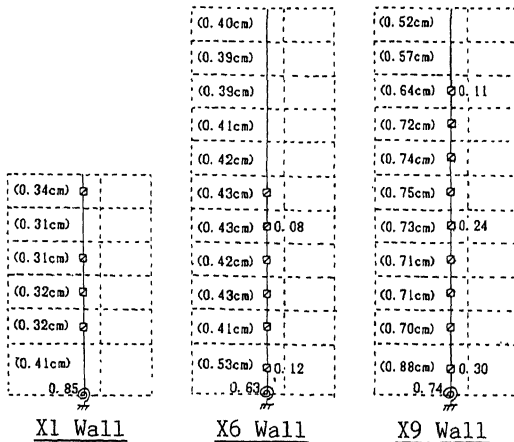 (0.40cm)
(0.39cm)
(0.39cm)
(0.41cm)
(0.42cm)
(0.43cm)
(0.43cm) 0.08
(0.42cm)
(0.43cm)
(0.41cm)
(0.53cm) 0.12
0.63
(0.52cm)
(0.57cm)
(0.64cm) 0.11
(0.72cm)
(0.74cm)
(0.75cm)
(0.73cm) 0.24
(0.71cm)
(0.71cm)
(0.70cm)
(0.88cm) 0.30
0.74
(0.34cm)
(0.31cm)
(0.31cm)
(0.32cm)
(0.32cm)
(0.41cm)
0.85
X1 Wall
X6 Wall
X9 Wall